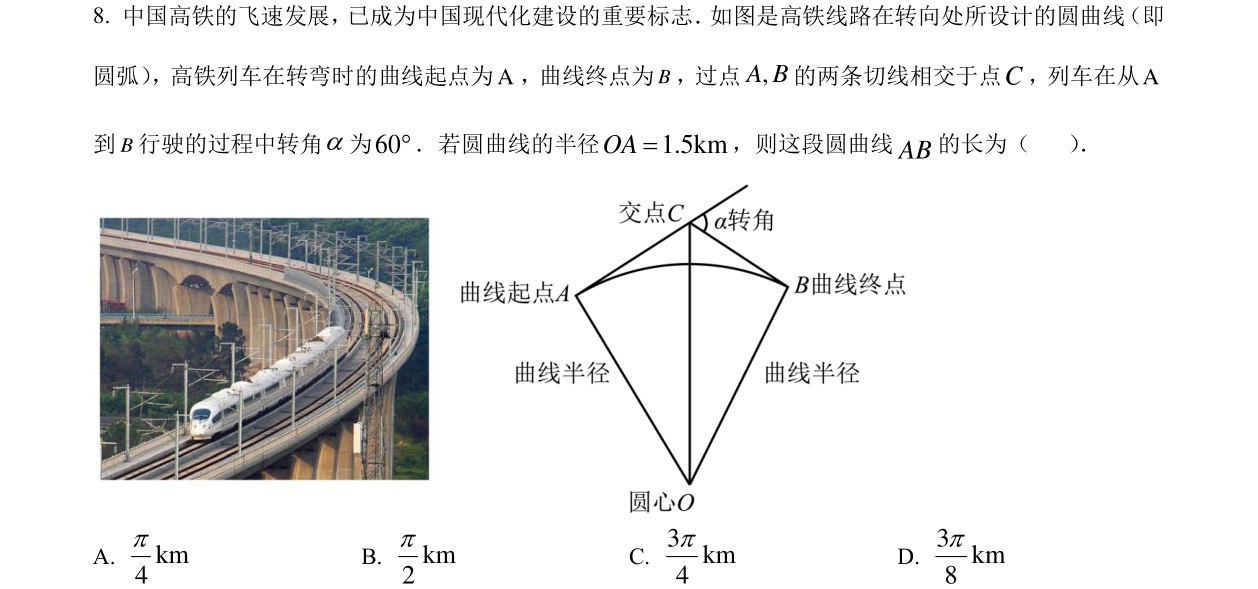 8. 中国高铁的飞速发展，已成为中国现代化建设的重要标志．如图是高铁线路在转向处所设计的圆曲线（即
圆弧），高铁列车在转弯时的曲线起点为A，曲线终点为B，过点A,B的两条切线相交于点C，列车在从A
到B行驶的过程中转角α为60°．若圆曲线的半径OA=1.5km，则这段圆曲线AB的长为（ ）．
交点C
α转角
曲线起点A
B曲线终点
曲线半径
曲线半径
圆心O
A. π/4 km B. π/2 km C. 3π/4 km D. 3π/8 km